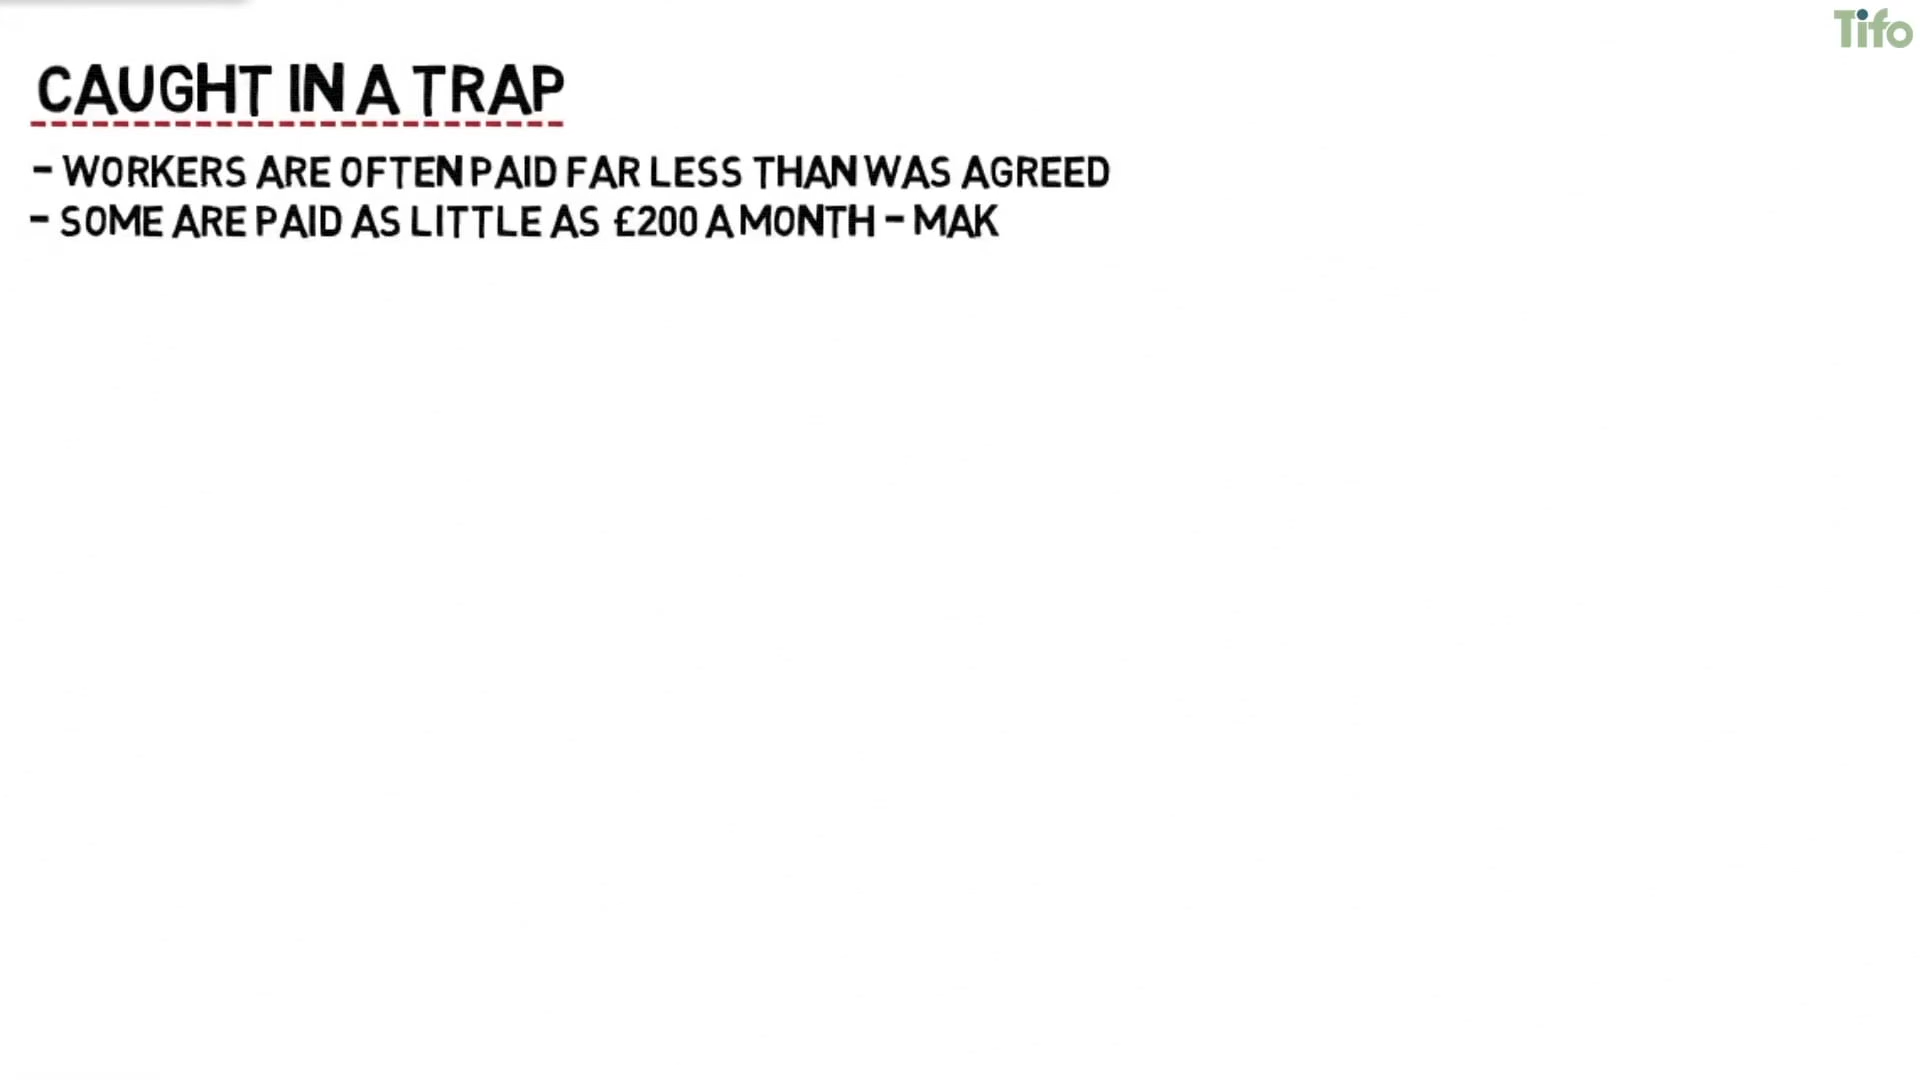 Tifo
CAUGHT IN A TRAP
- WORKERS ARE OFTEN PAID FAR LESS THAN WAS AGREED
- SOME ARE PAID AS LITTLE AS £200 A MONTH - MAK